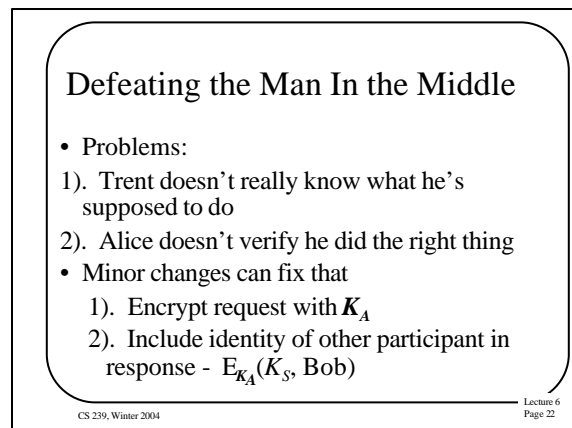 Defeating the Man In the Middle
• Problems:
1). Trent doesn’t really know what he’s
supposed to do
2). Alice doesn’t verify he did the right thing
• Minor changes can fix that
1). Encrypt request with K_A
2). Include identity of other participant in
response - E_{K_A}(K_S, Bob)
CS 239, Winter 2004
Lecture 6
Page 22